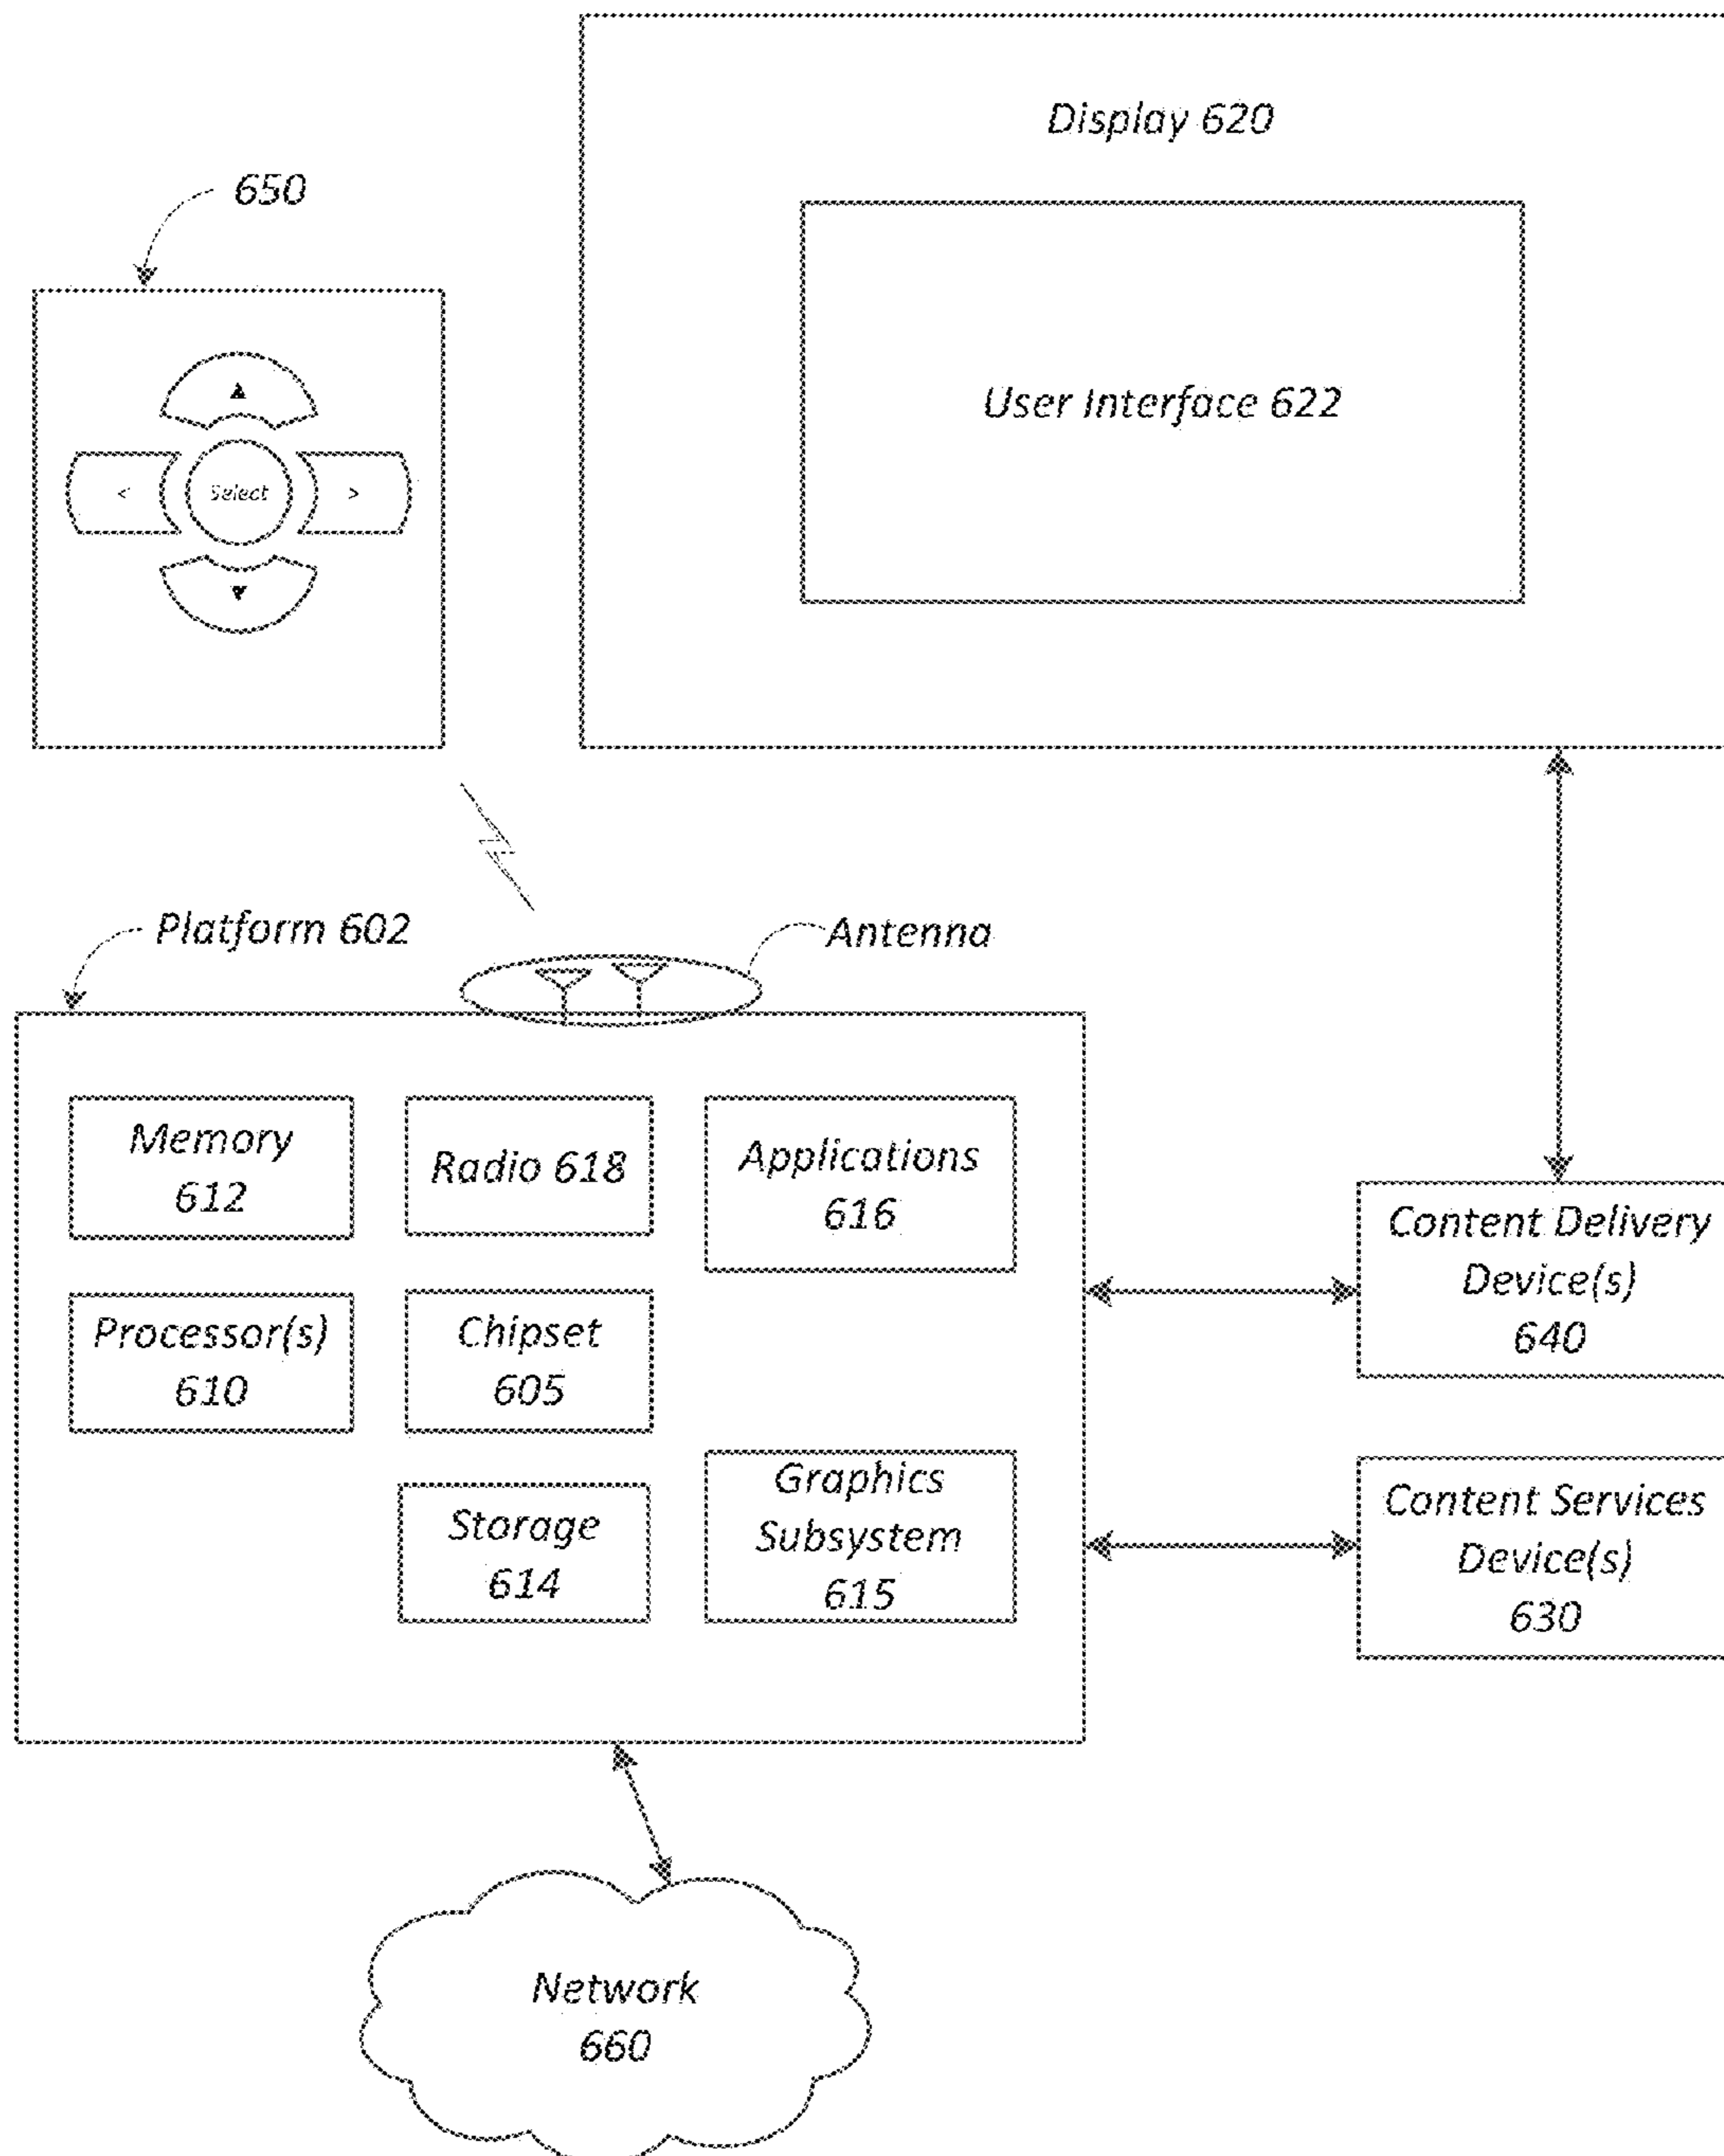 Display 620
650
User Interface 622
Select
<
>
Platform 602
Antenna
Memory
612
Radio 618
Applications
616
Processor(s)
610
Chipset
605
Storage
614
Graphics
Subsystem
615
Content Delivery
Device(s)
640
Content Services
Device(s)
630
Network
660